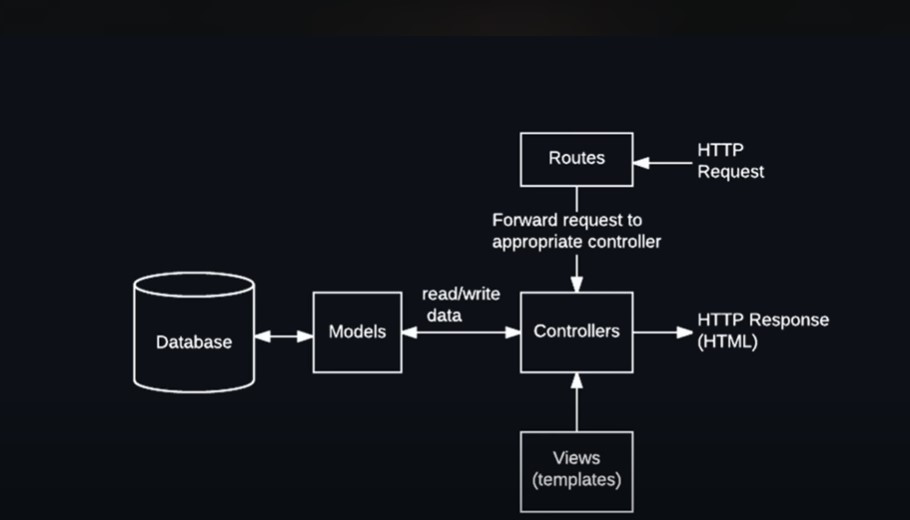 Routes
HTTP
Request
Forward request to
appropriate controller
read/write
data
Database
Models
Controllers
HTTP Response
(HTML)
Views
(templates)